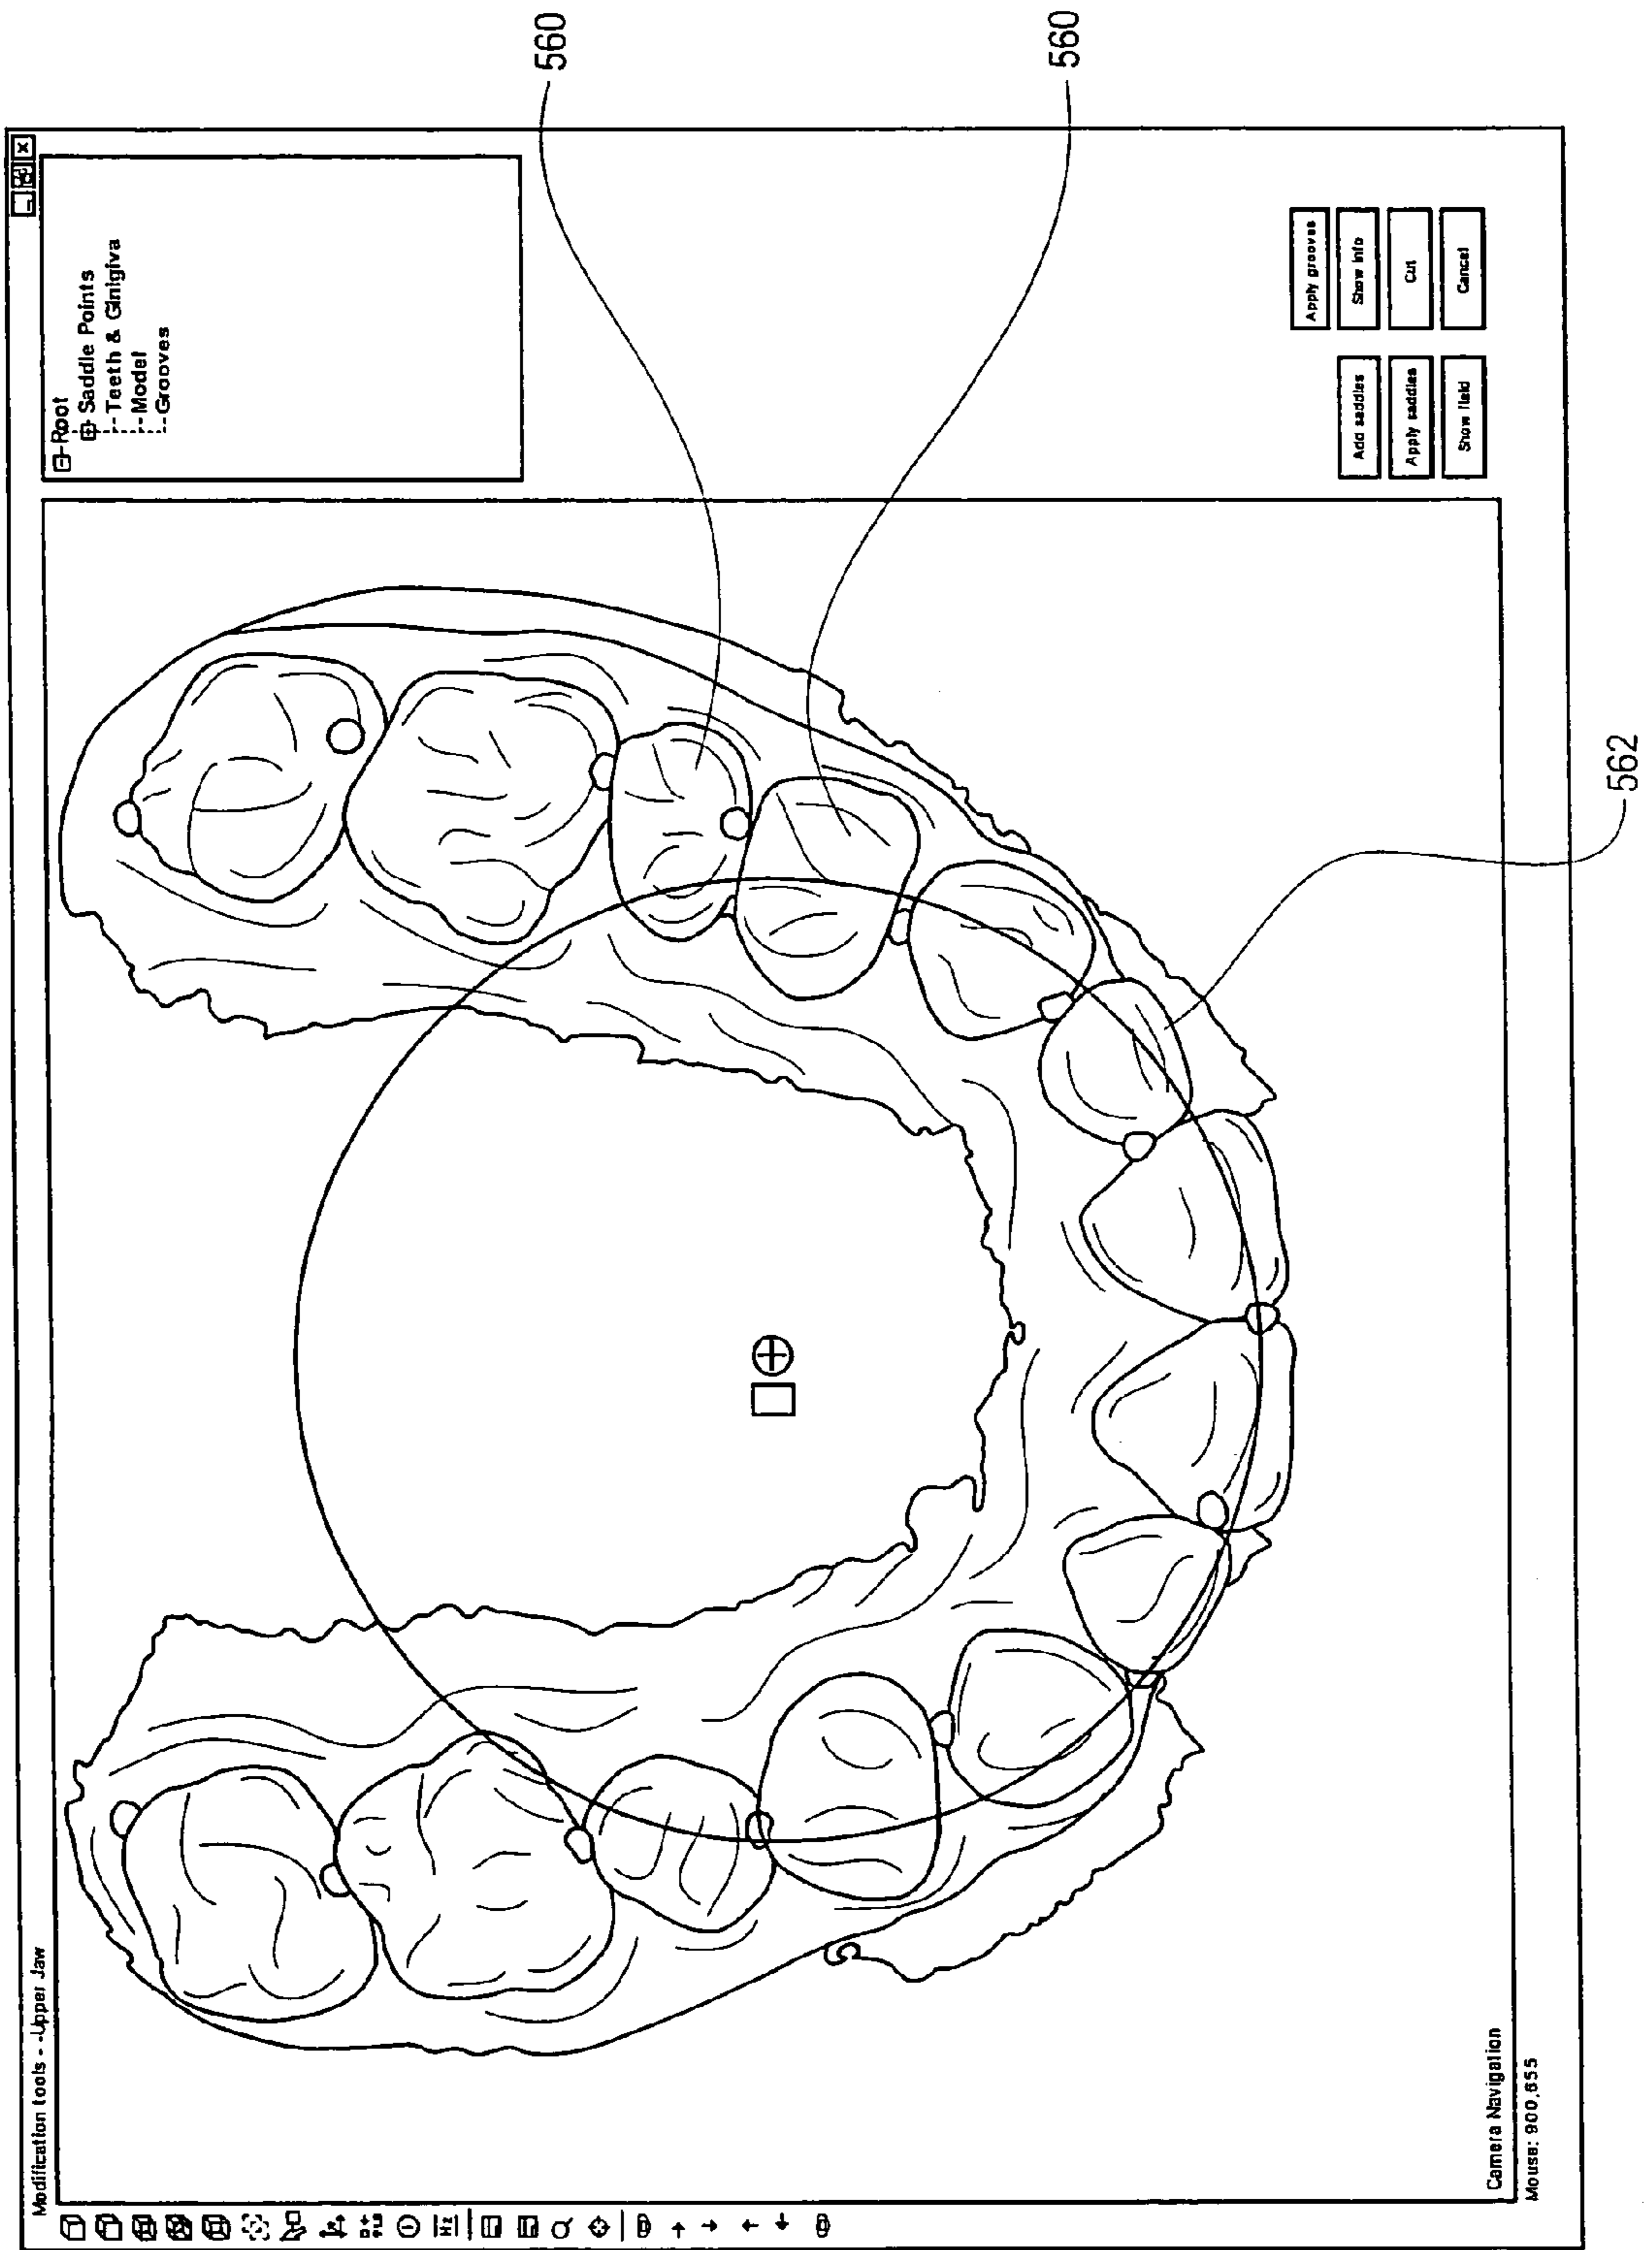 Modification tools - -Upper Jaw
Root
Saddle Points
Teeth & Ginigiva
Model
Grooves
560
560
562
Apply grooves
Add saddles
Show info
Apply saddles
Cut
Show field
Cancel
Camera Navigation
Mouse: 900,655